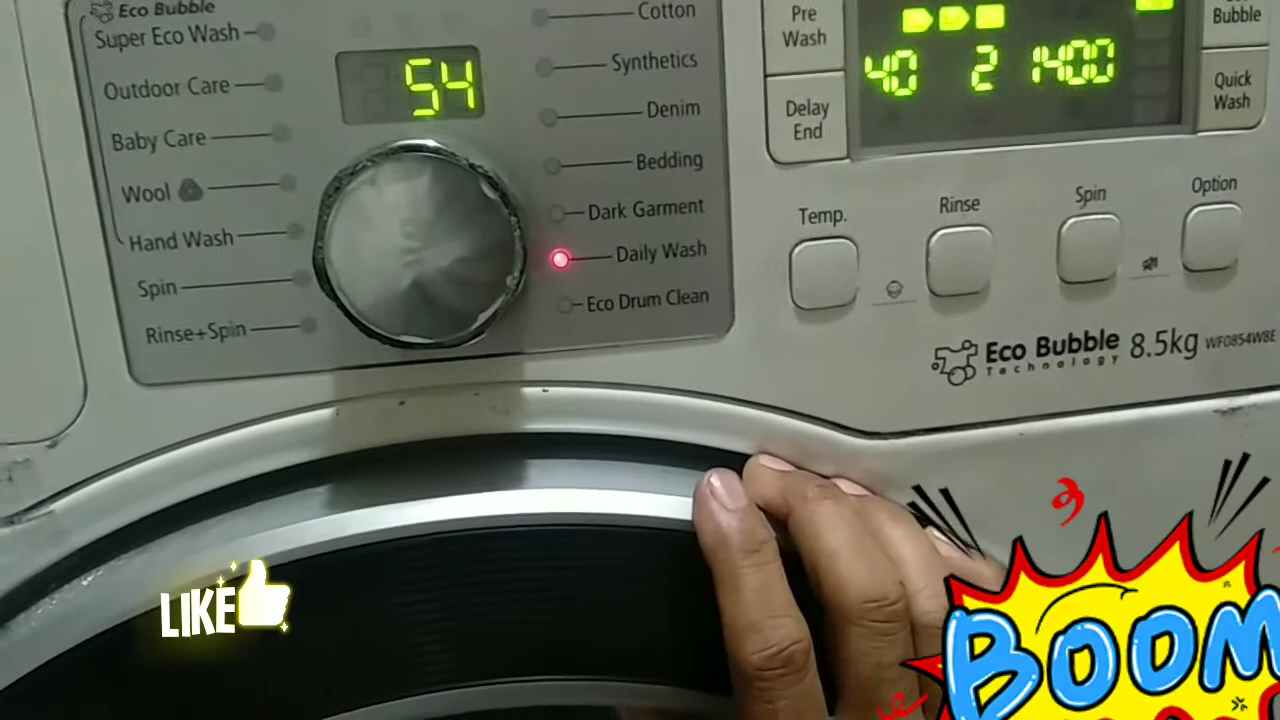 Eco Bubble
Super Eco Wash
Outdoor Care
Baby Care
Wool
Hand Wash
Spin
Rinse+Spin
54
Cotton
Synthetics
Denim
Bedding
Dark Garment
Daily Wash
Eco Drum Clean
Pre
Wash
Delay
End
40 2 1400
Bubble
Quick
Wash
Temp.
Rinse
Spin
Option
Eco Bubble
Technology
8.5kg
WF0854W8E
LIKE
BOOM